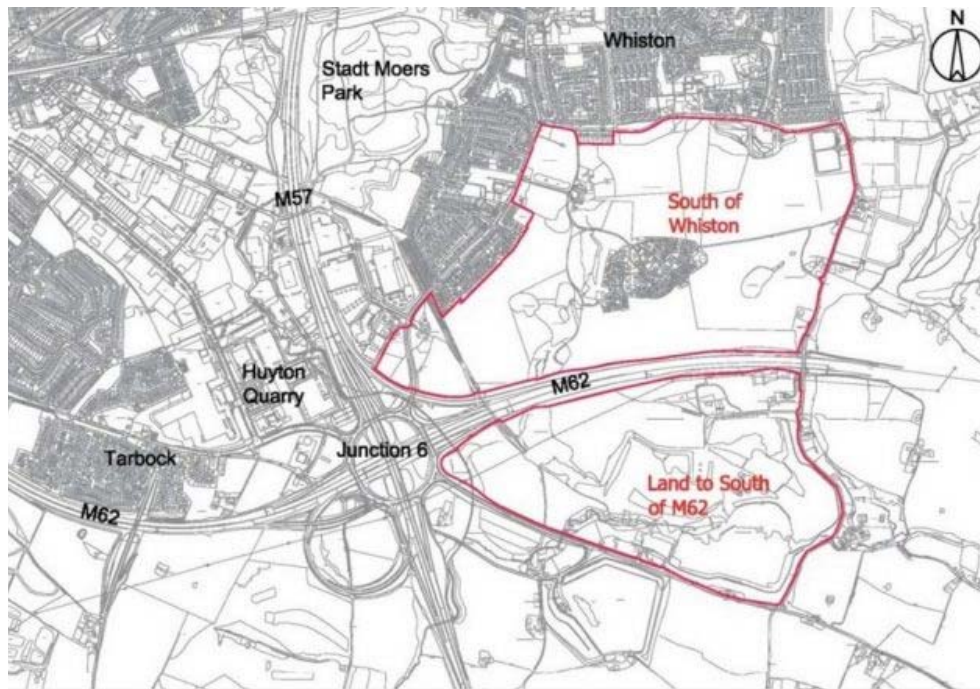 N
Whiston
Stadt Moers
Park
M57
South of
Whiston
Huyton
Quarry
M62
Junction 6
Tarbock
Land to South
of M62
M62